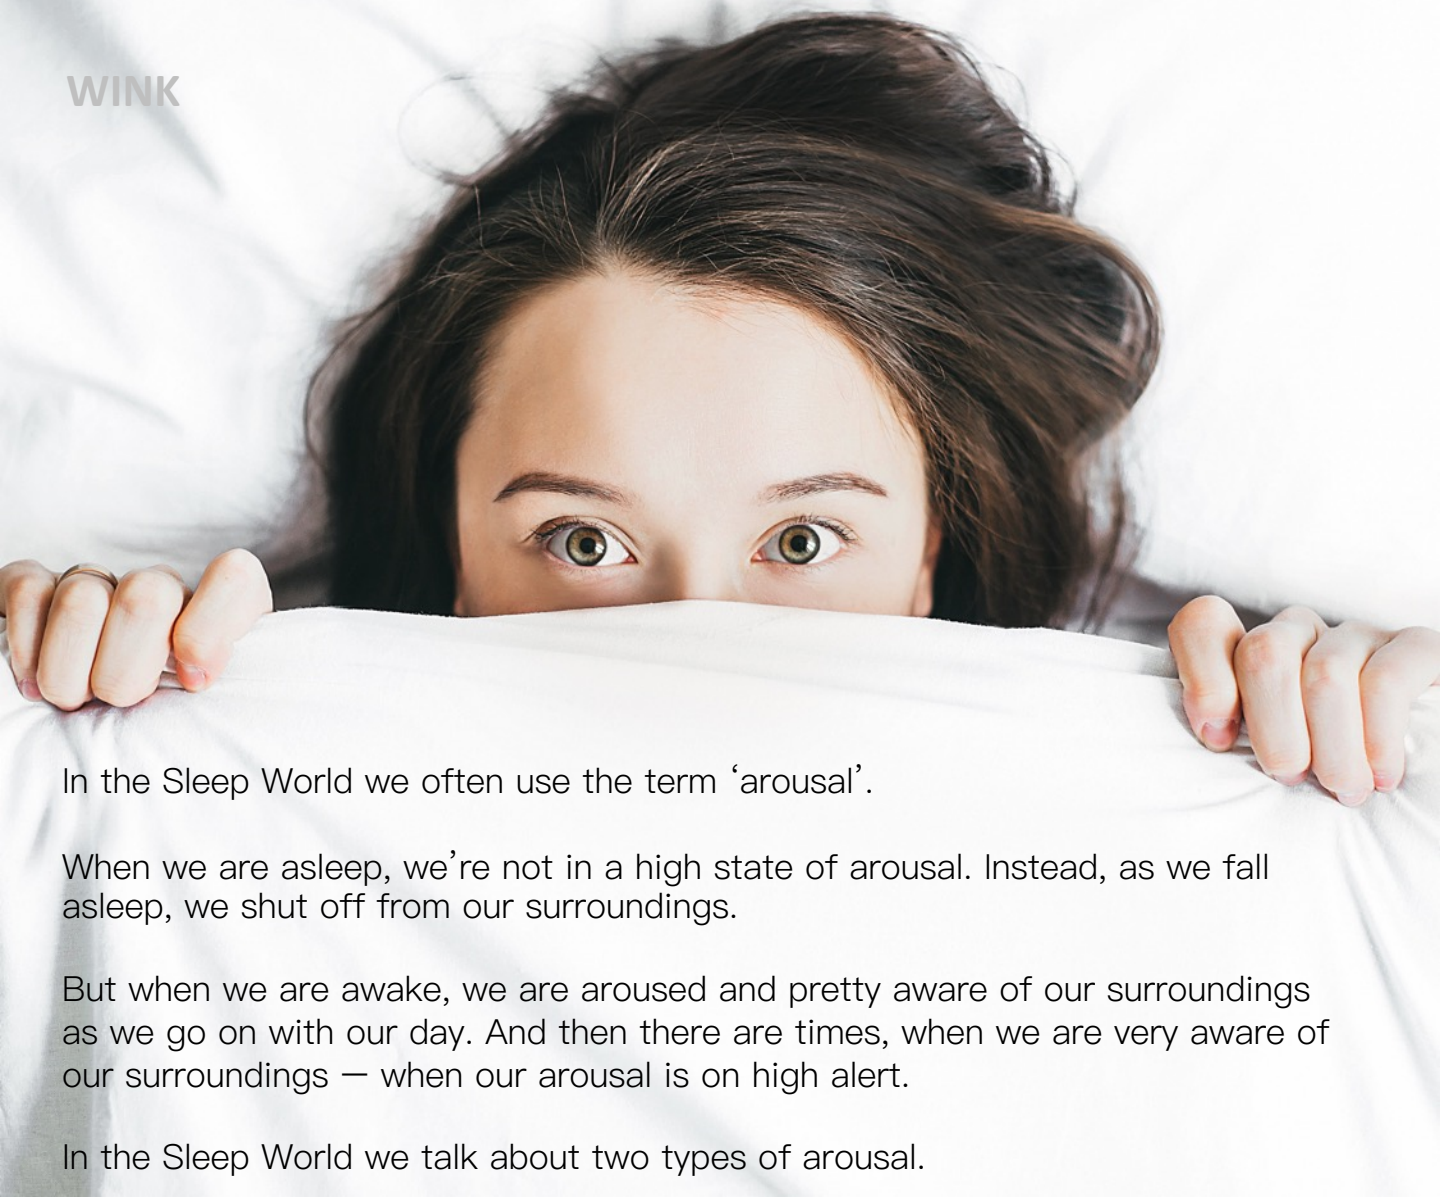 WINK
In the Sleep World we often use the term ‘arousal’.
When we are asleep, we’re not in a high state of arousal. Instead, as we fall
asleep, we shut off from our surroundings.
But when we are awake, we are aroused and pretty aware of our surroundings
as we go on with our day. And then there are times, when we are very aware of
our surroundings — when our arousal is on high alert.
In the Sleep World we talk about two types of arousal.